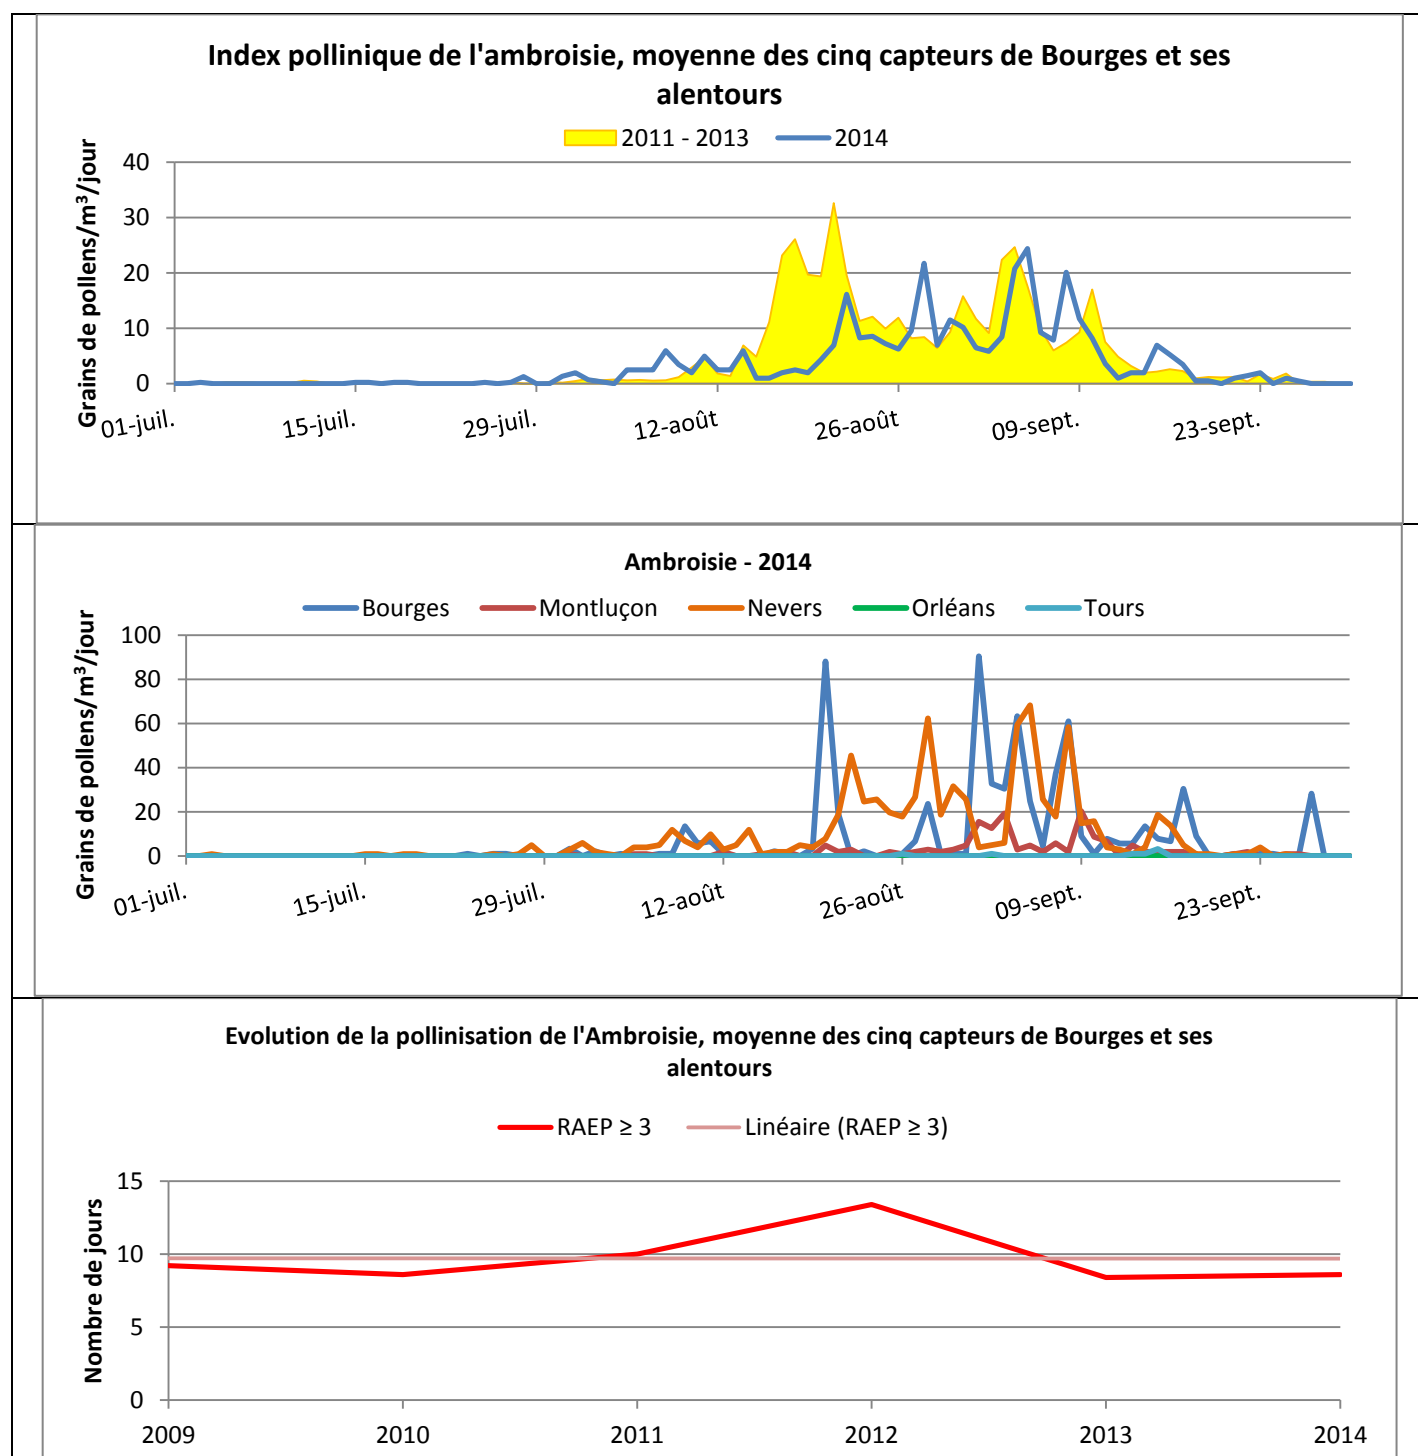 Index pollinique de l'ambroisie, moyenne des cinq capteurs de Bourges et ses
alentours
2011 - 2013 2014
Grains de pollens/m³/jour
40
30
20
10
0
01-juil. 15-juil. 29-juil. 12-août 26-août 09-sept. 23-sept.
Ambroisie - 2014
Bourges Montluçon Nevers Orléans Tours
Grains de pollens/m³/jour
100
80
60
40
20
0
01-juil. 15-juil. 29-juil. 12-août 26-août 09-sept. 23-sept.
Evolution de la pollinisation de l'Ambroisie, moyenne des cinq capteurs de Bourges et ses
alentours
RAEP ≥ 3 Linéaire (RAEP ≥ 3)
Nombre de jours
15
10
5
0
2009 2010 2011 2012 2013 2014